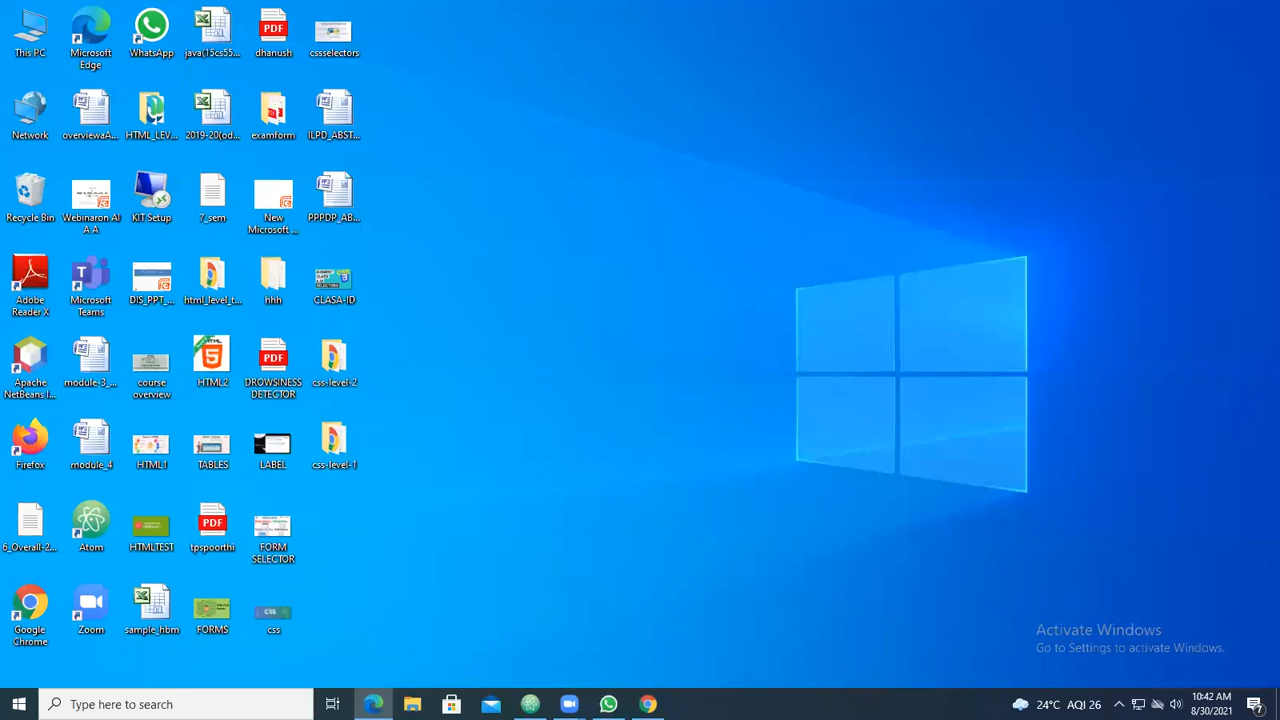 This PC
Microsoft
Edge
WhatsApp
java(15cs55...
dhanush
cssselectors
Network
overviewaA...
HTML_LEV...
2019-20(od...
examform
ILPD_ABST...
Recycle Bin
Webinaron AI
A A
KIT Setup
7_sem
New
Microsoft ...
PPPDP_AB...
Adobe
Reader X
Microsoft
Teams
DIS_PPT_...
html_level_t...
hhh
CLASA-ID
Apache
NetBeans I...
module-3_...
course
overview
HTML2
DROWSINESS
DETECTOR
css-level-2
Firefox
module_4
HTML1
TABLES
LABEL
css-level-1
6_Overall-2...
Atom
HTMLTEST
tpspoorthi
FORM
SELECTOR
Google
Chrome
Zoom
sample_hbm
FORMS
css
Activate Windows
Go to Settings to activate Windows.
Type here to search
24°C AQI 26
10:42 AM
8/30/2021